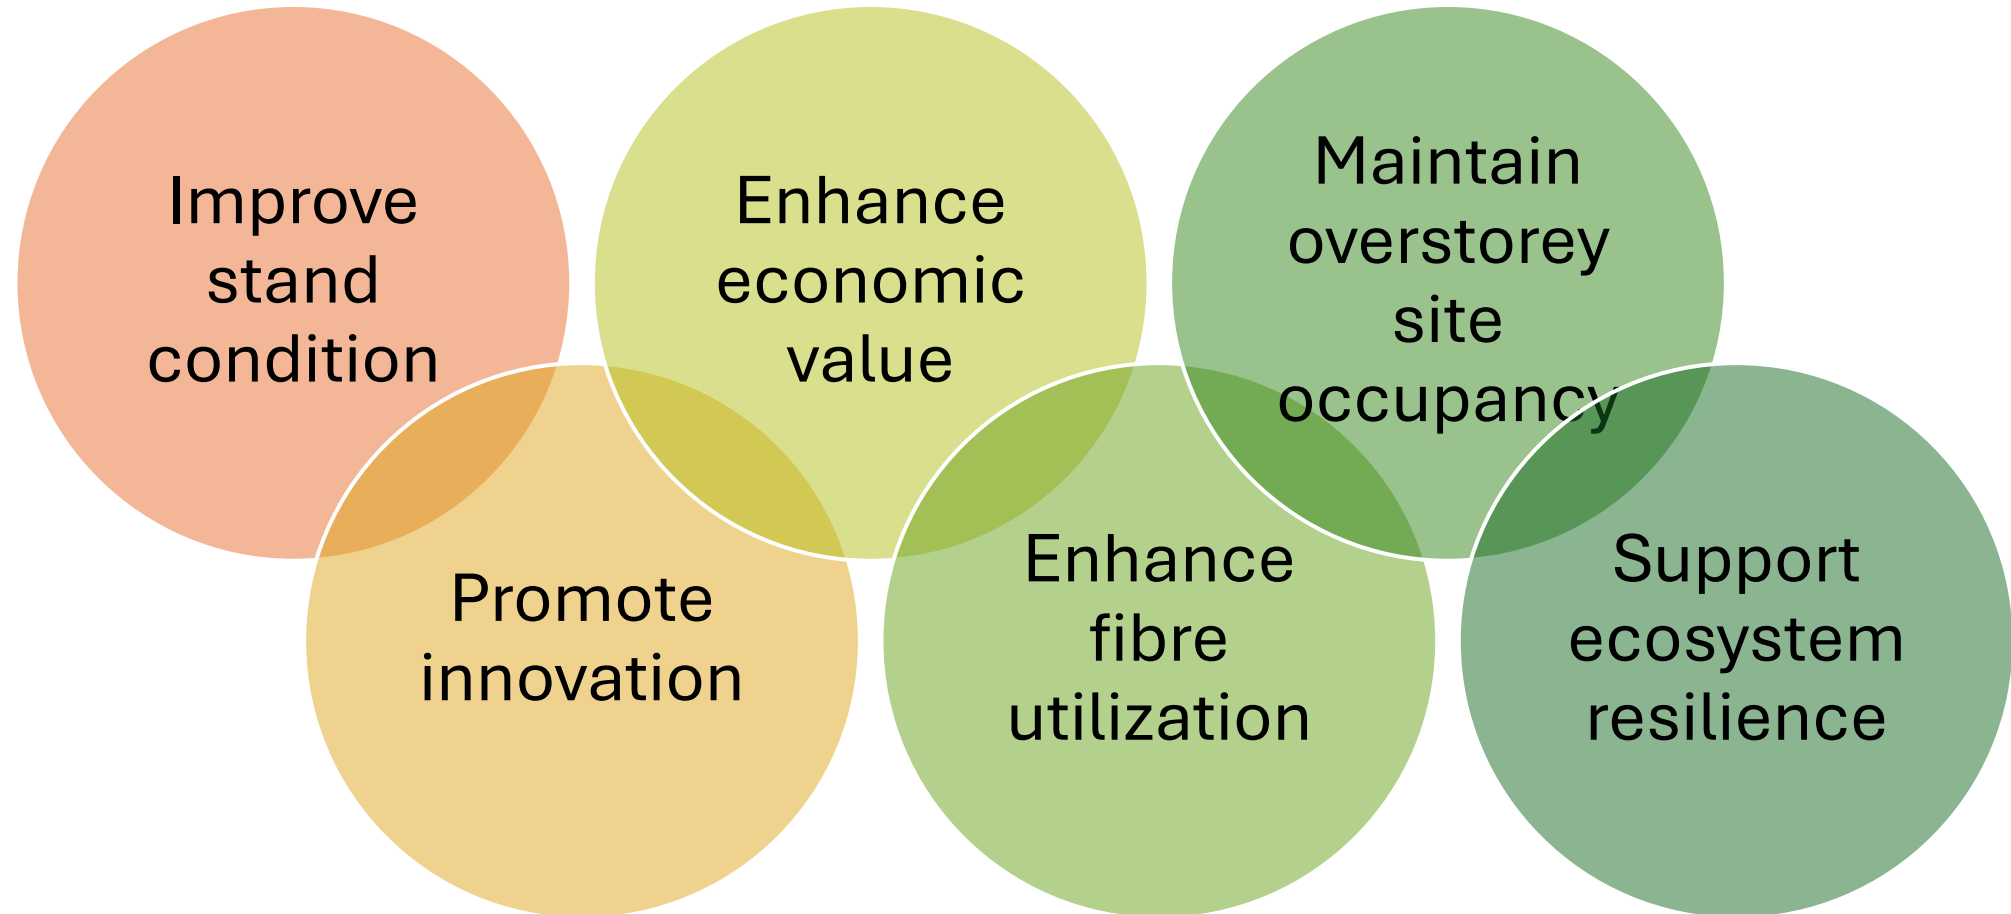 Improve
stand
condition
Promote
innovation
Enhance
economic
value
Enhance
fibre
utilization
Maintain
overstorey
site
occupancy
Support
ecosystem
resilience